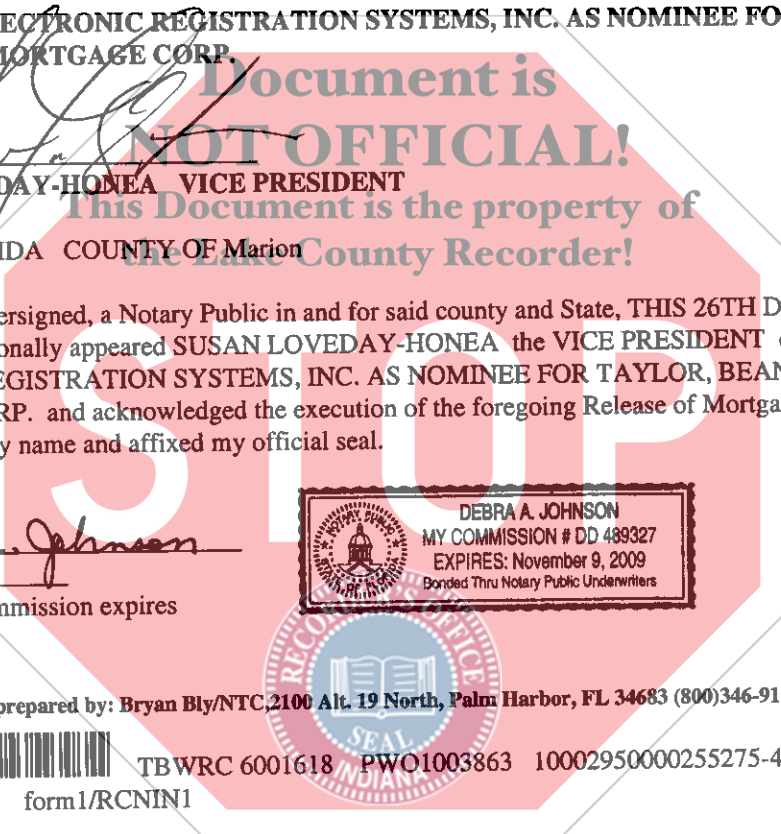 ECTRONIC REGISTRATION SYSTEMS, INC. AS NOMINEE FO
MORTGAGE CORP.
Document is
NOT OFFICIAL!
DAY-HONEA VICE PRESIDENT
This Document is the property of
IDA COUNTY OF Marion
the Lake County Recorder!
ersigned, a Notary Public in and for said county and State, THIS 26TH D
onally appeared SUSAN LOVEDAY-HONEA the VICE PRESIDENT
EGISTRATION SYSTEMS, INC. AS NOMINEE FOR TAYLOR, BEAN
RP. and acknowledged the execution of the foregoing Release of Mortga
y name and affixed my official seal.
STOP
Johnson
NOTARY PUBLIC
STATE OF FLORIDA
DEBRA A. JOHNSON
MY COMMISSION # DD 489327
EXPIRES: November 9, 2009
Bonded Thru Notary Public Underwriters
mmission expires
RECORDER'S OFFICE
SEAL
INDIANA
prepared by: Bryan Bly/NTC,2100 Alt. 19 North, Palm Harbor, FL 34683 (800)346-91
TBWRC 6001618 PWO1003863 10002950000255275-4
form1/RCNIN1